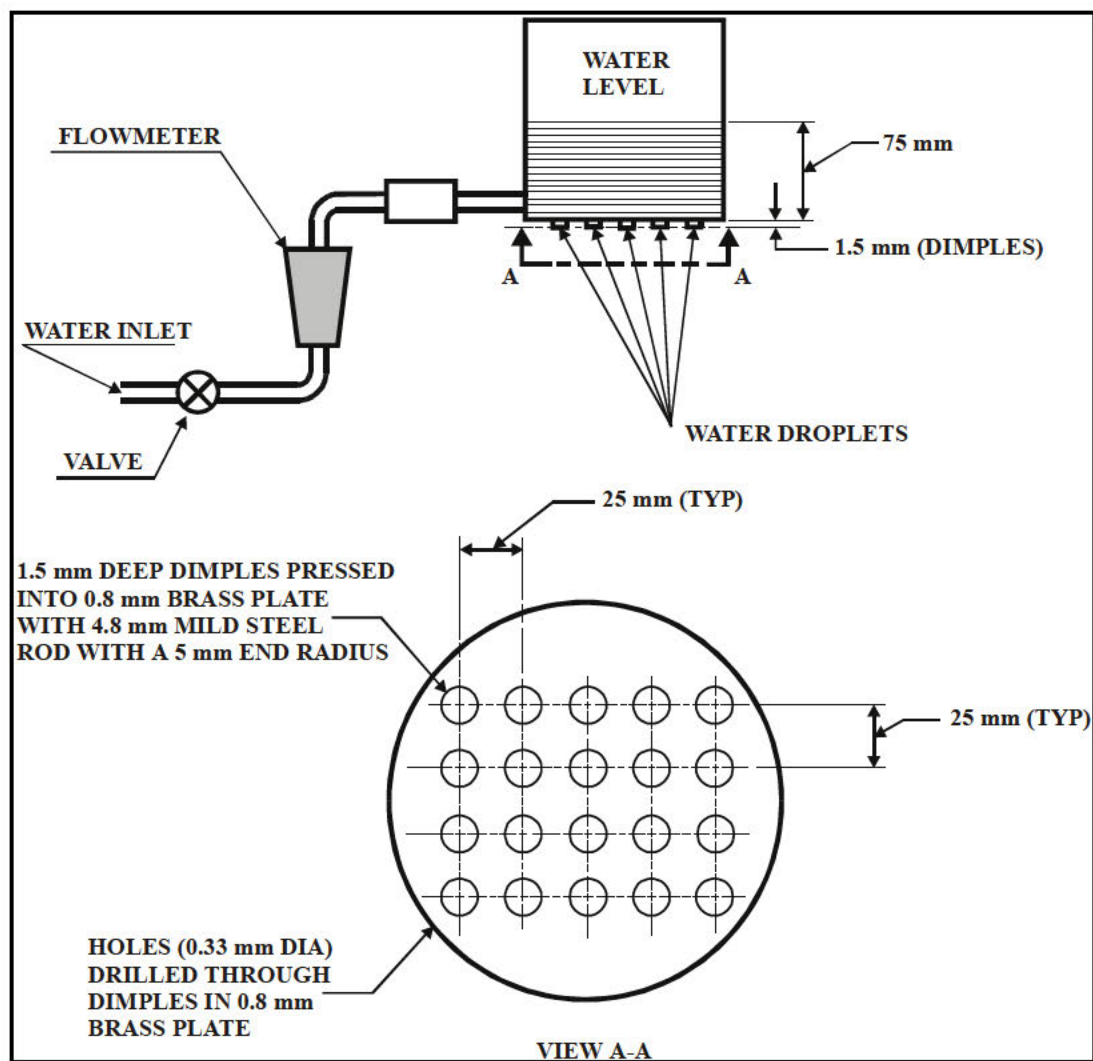 WATER
LEVEL
FLOWMETER
75 mm
1.5 mm (DIMPLES)
A
A
WATER INLET
WATER DROPLETS
VALVE
25 mm (TYP)
1.5 mm DEEP DIMPLES PRESSED
INTO 0.8 mm BRASS PLATE
WITH 4.8 mm MILD STEEL
ROD WITH A 5 mm END RADIUS
25 mm (TYP)
HOLES (0.33 mm DIA)
DRILLED THROUGH
DIMPLES IN 0.8 mm
BRASS PLATE
VIEW A-A